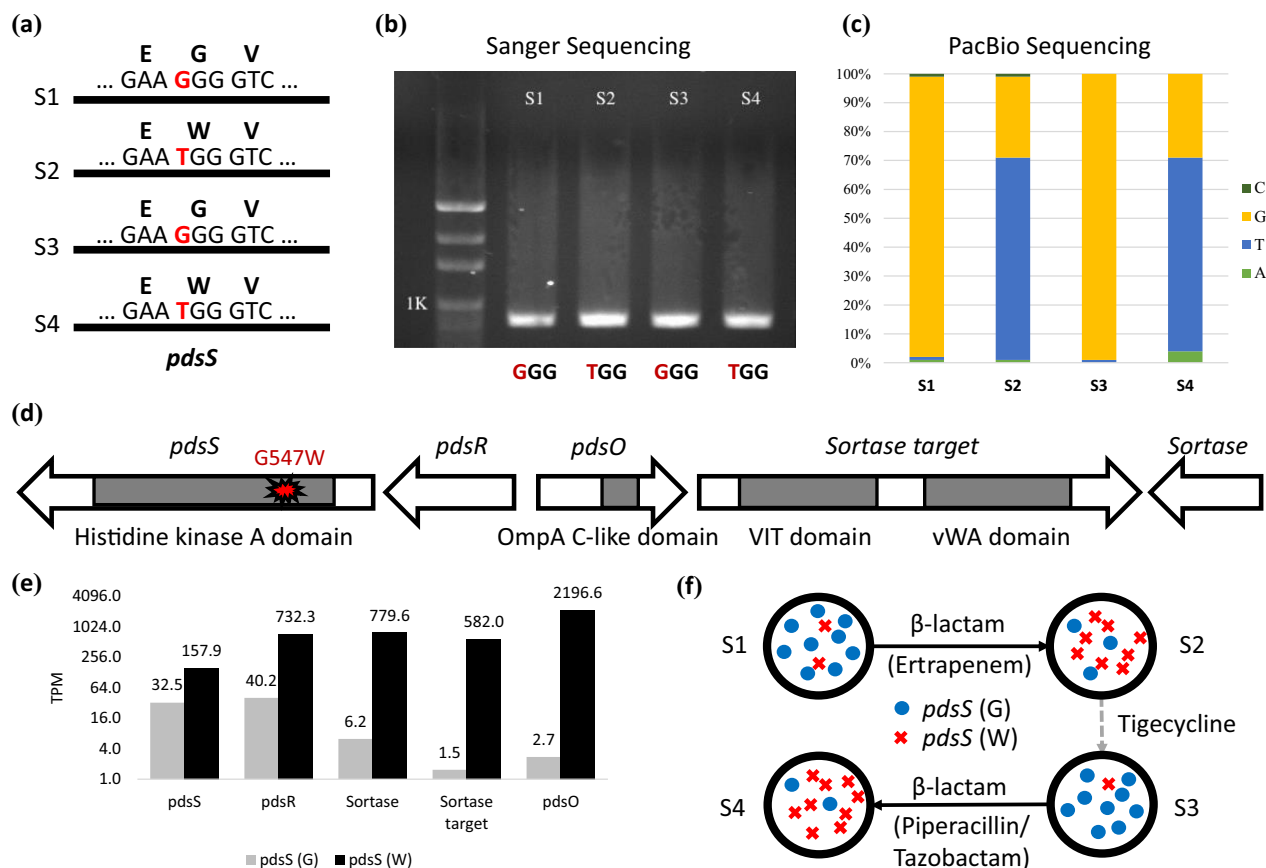 (a)
E G V
... GAA GGG GTC ...
S1
E W V
... GAA TGG GTC ...
S2
E G V
... GAA GGG GTC ...
S3
E W V
... GAA TGG GTC ...
S4
pdsS
(b)
Sanger Sequencing
S1 S2 S3 S4
1K
GGG TGG GGG TGG
(c)
PacBio Sequencing
100%
90%
80%
70%
60%
50%
40%
30%
20%
10%
0%
S1 S2 S3 S4
C
G
T
A
(d)
pdsS pdsR pdsO Sortase target Sortase
G547W
Histidine kinase A domain OmpA C-like domain VIT domain vWA domain
(e)
TPM
4096.0
1024.0
256.0
64.0
16.0
4.0
1.0
32.5 157.9
40.2 732.3
6.2 779.6
1.5 582.0
2.7 2196.6
pdsS pdsR Sortase Sortase pdsO
target
pdsS (G) pdsS (W)
(f)
S1
β-lactam
(Ertrapenem)
S2
pdsS (G)
pdsS (W)
Tigecycline
S4
β-lactam
(Piperacillin/
Tazobactam)
S3